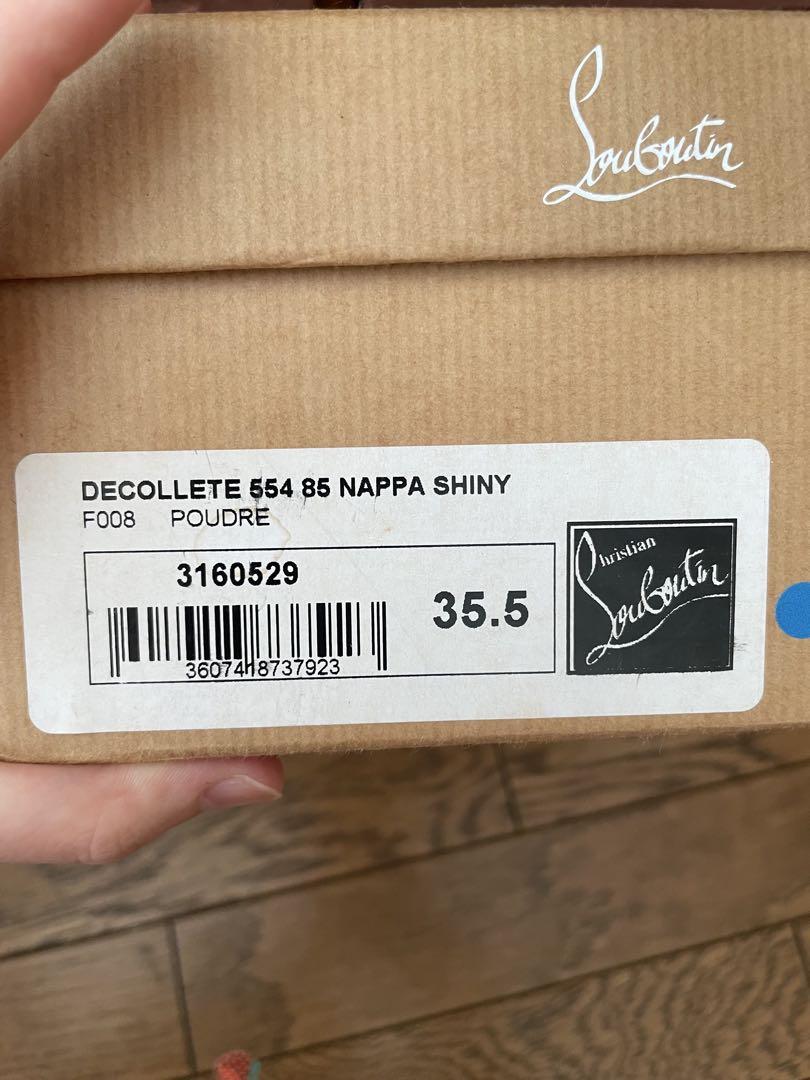 Louboutin
DECOLLETE 554 85 NAPPA SHINY
F008 POUDRE
3160529
35.5
3607418737923
Christian
Louboutin